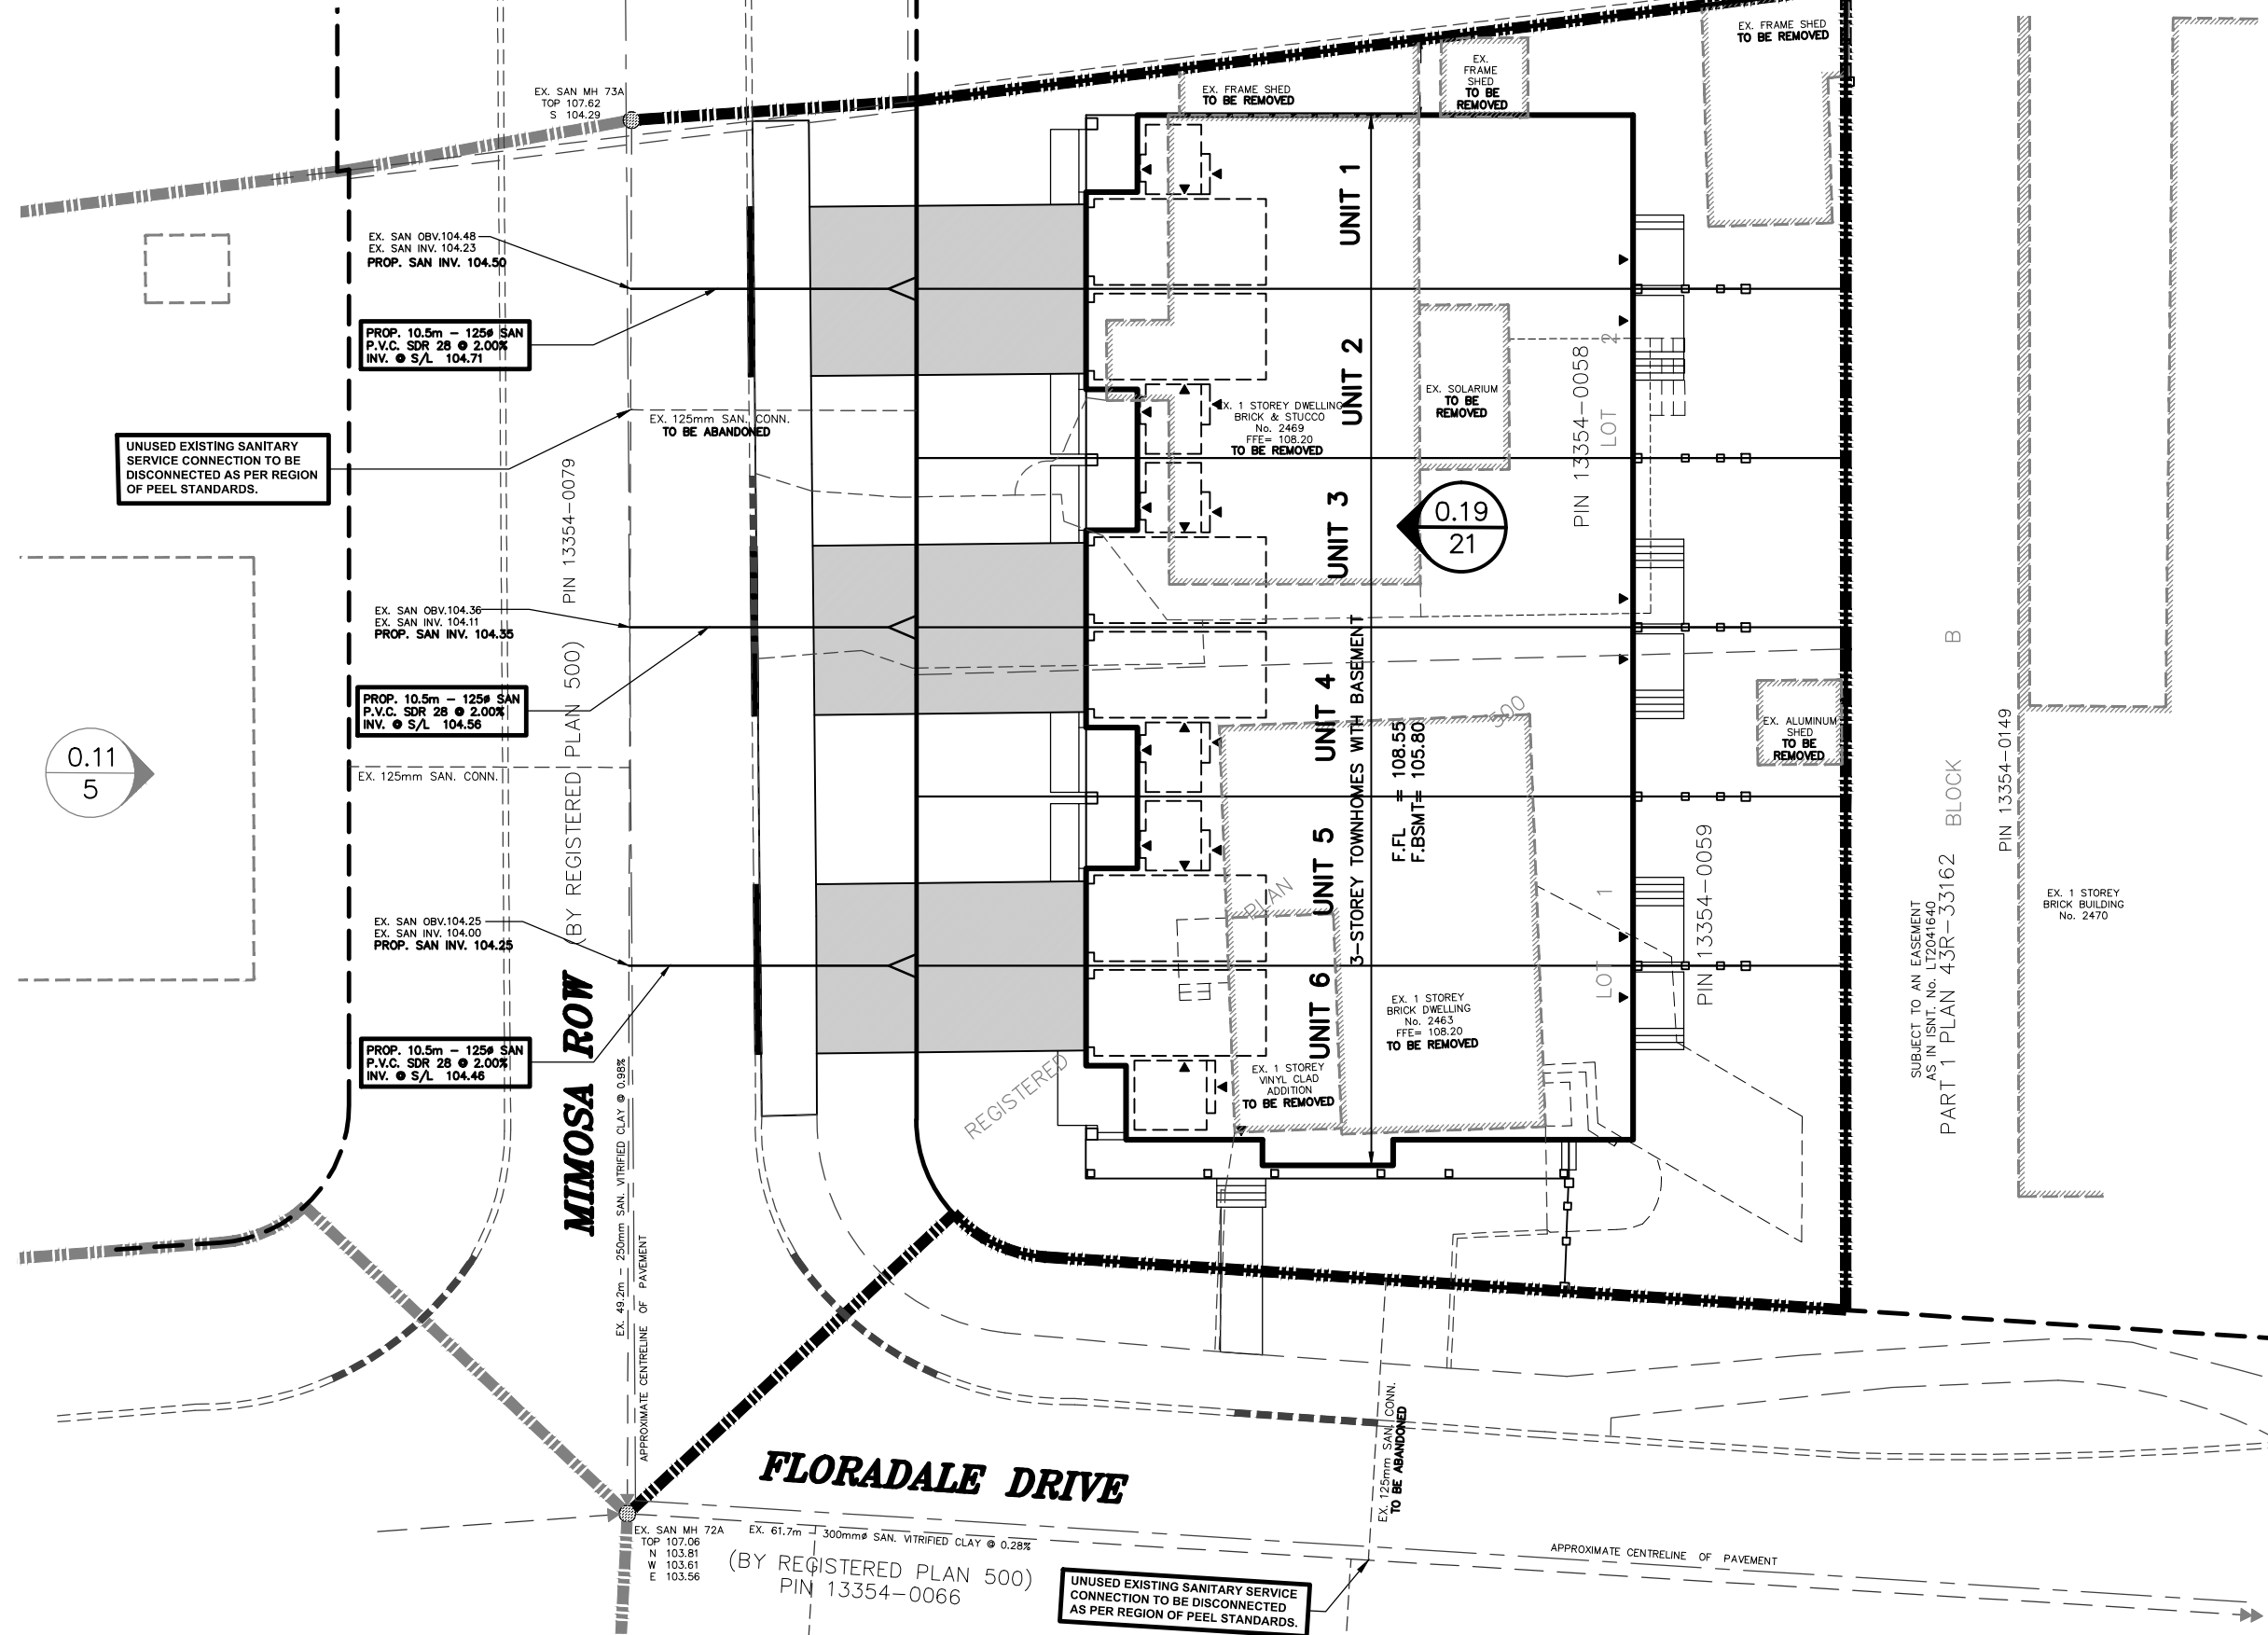 EX. FRAME SHED
TO BE REMOVED
EX. SAN MH 73A
TOP 107.62
S 104.29
EX. FRAME SHED
TO BE REMOVED
EX.
FRAME
SHED
TO BE
REMOVED
EX. SAN OBV.104.48
EX. SAN INV. 104.23
PROP. SAN INV. 104.50
PROP. 10.5m - 125ø SAN
P.V.C. SDR 28 @ 2.00%
INV. @ S/L 104.71
UNIT 1
UNIT 2
UNIT 3
UNIT 4
UNIT 5
UNIT 6
EX. 125mm SAN. CONN.
TO BE ABANDONED
UNUSED EXISTING SANITARY
SERVICE CONNECTION TO BE
DISCONNECTED AS PER REGION
OF PEEL STANDARDS.
EX. 1 STOREY DWELLING
BRICK & STUCCO
No. 2469
FFE= 108.20
TO BE REMOVED
EX. SOLARIUM
TO BE
REMOVED
PIN 13354-0058
LOT 2
0.19
21
PIN 13354-0079
(BY REGISTERED PLAN 500)
EX. SAN OBV.104.36
EX. SAN INV. 104.11
PROP. SAN INV. 104.35
PROP. 10.5m - 125ø SAN
P.V.C. SDR 28 @ 2.00%
INV. @ S/L 104.56
0.11
5
EX. 125mm SAN. CONN.
3-STOREY TOWNHOMES WITH BASEMENT
F.FL = 108.55
F.BSMT= 105.80
EX. ALUMINUM
SHED
TO BE
REMOVED
EX. SAN OBV.104.25
EX. SAN INV. 104.00
PROP. SAN INV. 104.25
PROP. 10.5m - 125ø SAN
P.V.C. SDR 28 @ 2.00%
INV. @ S/L 104.46
MIMOSA ROW
REGISTERED PLAN 500
LOT 1
PIN 13354-0059
EX. 1 STOREY
BRICK DWELLING
No. 2463
FFE= 108.20
TO BE REMOVED
EX. 1 STOREY
VINYL CLAD
ADDITION
TO BE REMOVED
SUBJECT TO AN EASEMENT
AS IN ISNT. No. LT2041640
PART 1 PLAN 43R-33162
BLOCK B
PIN 13354-0149
EX. 1 STOREY
BRICK BUILDING
No. 2470
EX. 49.2m - 250mm SAN. VITRIFIED CLAY @ 0.98%
APPROXIMATE CENTRELINE OF PAVEMENT
FLORADALE DRIVE
EX. 125mm SAN. CONN.
TO BE ABANDONED
EX. SAN MH 72A
TOP 107.06
N 103.81
W 103.61
E 103.56
EX. 61.7m - 300mmø SAN. VITRIFIED CLAY @ 0.28%
(BY REGISTERED PLAN 500)
PIN 13354-0066
APPROXIMATE CENTRELINE OF PAVEMENT
UNUSED EXISTING SANITARY SERVICE
CONNECTION TO BE DISCONNECTED
AS PER REGION OF PEEL STANDARDS.